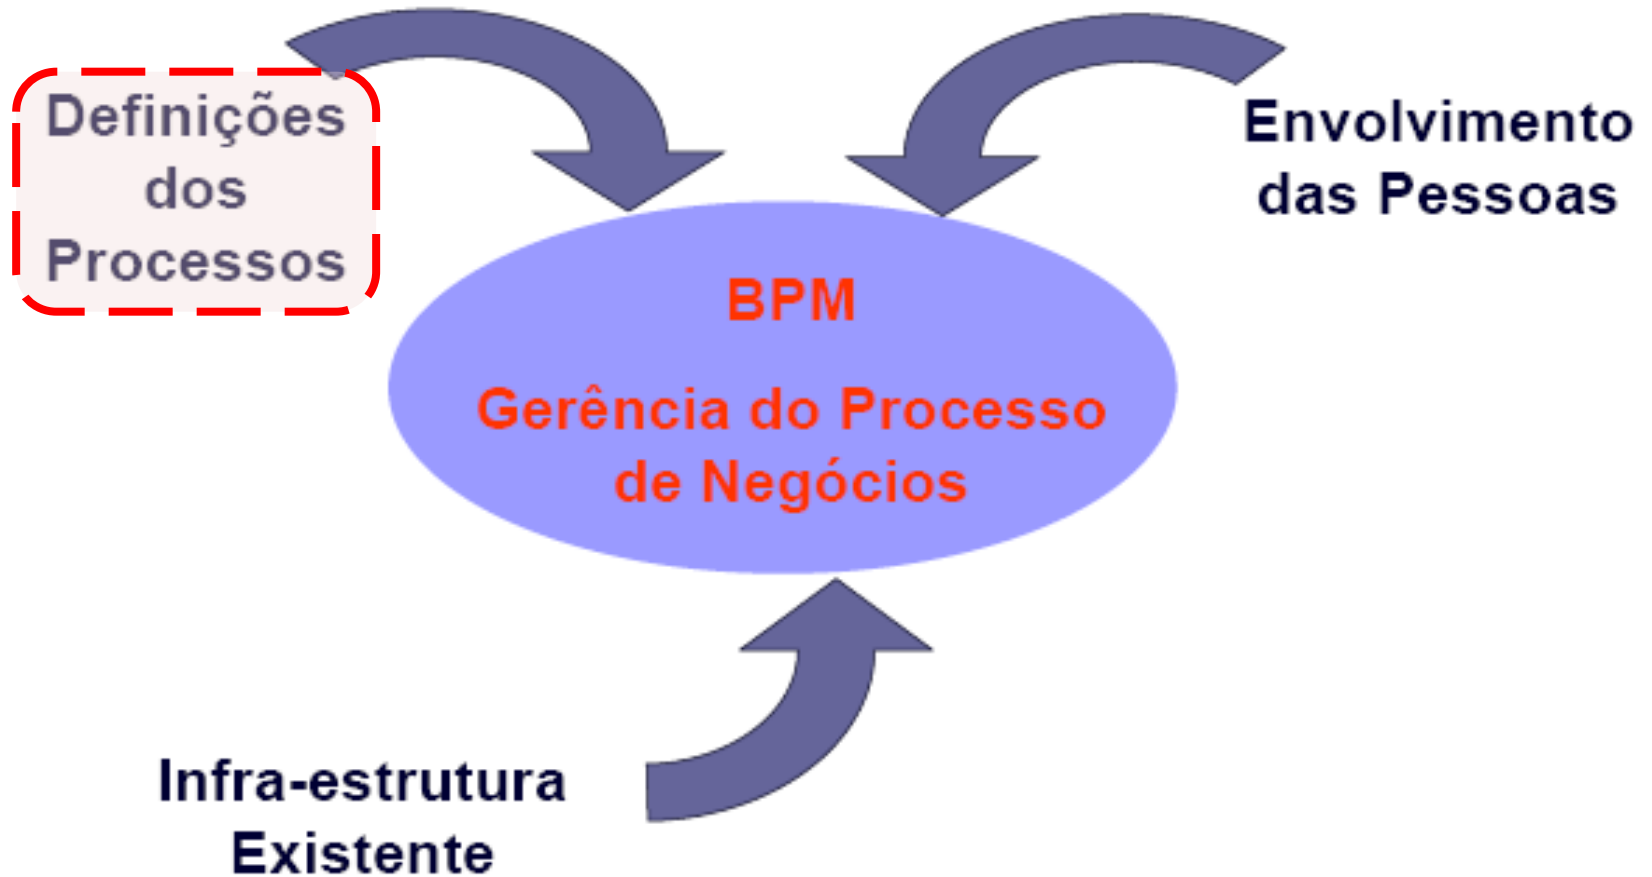 Definições
dos
Processos
Envolvimento
das Pessoas
BPM
Gerência do Processo
de Negócios
Infra-estrutura
Existente